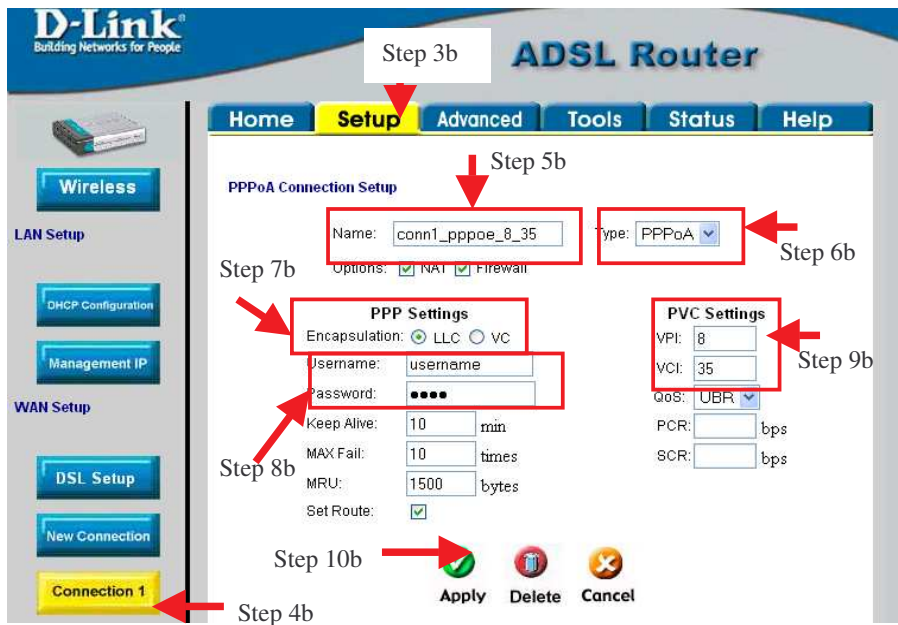 D-Link®
Building Networks for People
Step 3b
ADSL Router
Home Setup Advanced Tools Status Help
Wireless
LAN Setup
DHCP Configuration
Management IP
WAN Setup
DSL Setup
New Connection
Connection 1
Step 4b
Step 5b
PPPoA Connection Setup
Name: conn1_pppoe_8_35 Type: PPPoA
Step 6b
Options: NAT Firewall
Step 7b
PPP Settings
Encapsulation: LLC VC
Username: username
Password: ••••
Step 8b
Keep Alive: 10 min
MAX Fail: 10 times
MRU: 1500 bytes
Set Route:
PVC Settings
VPI: 8
VCI: 35
Step 9b
QoS: UBR
PCR: bps
SCR: bps
Step 10b
Apply Delete Cancel